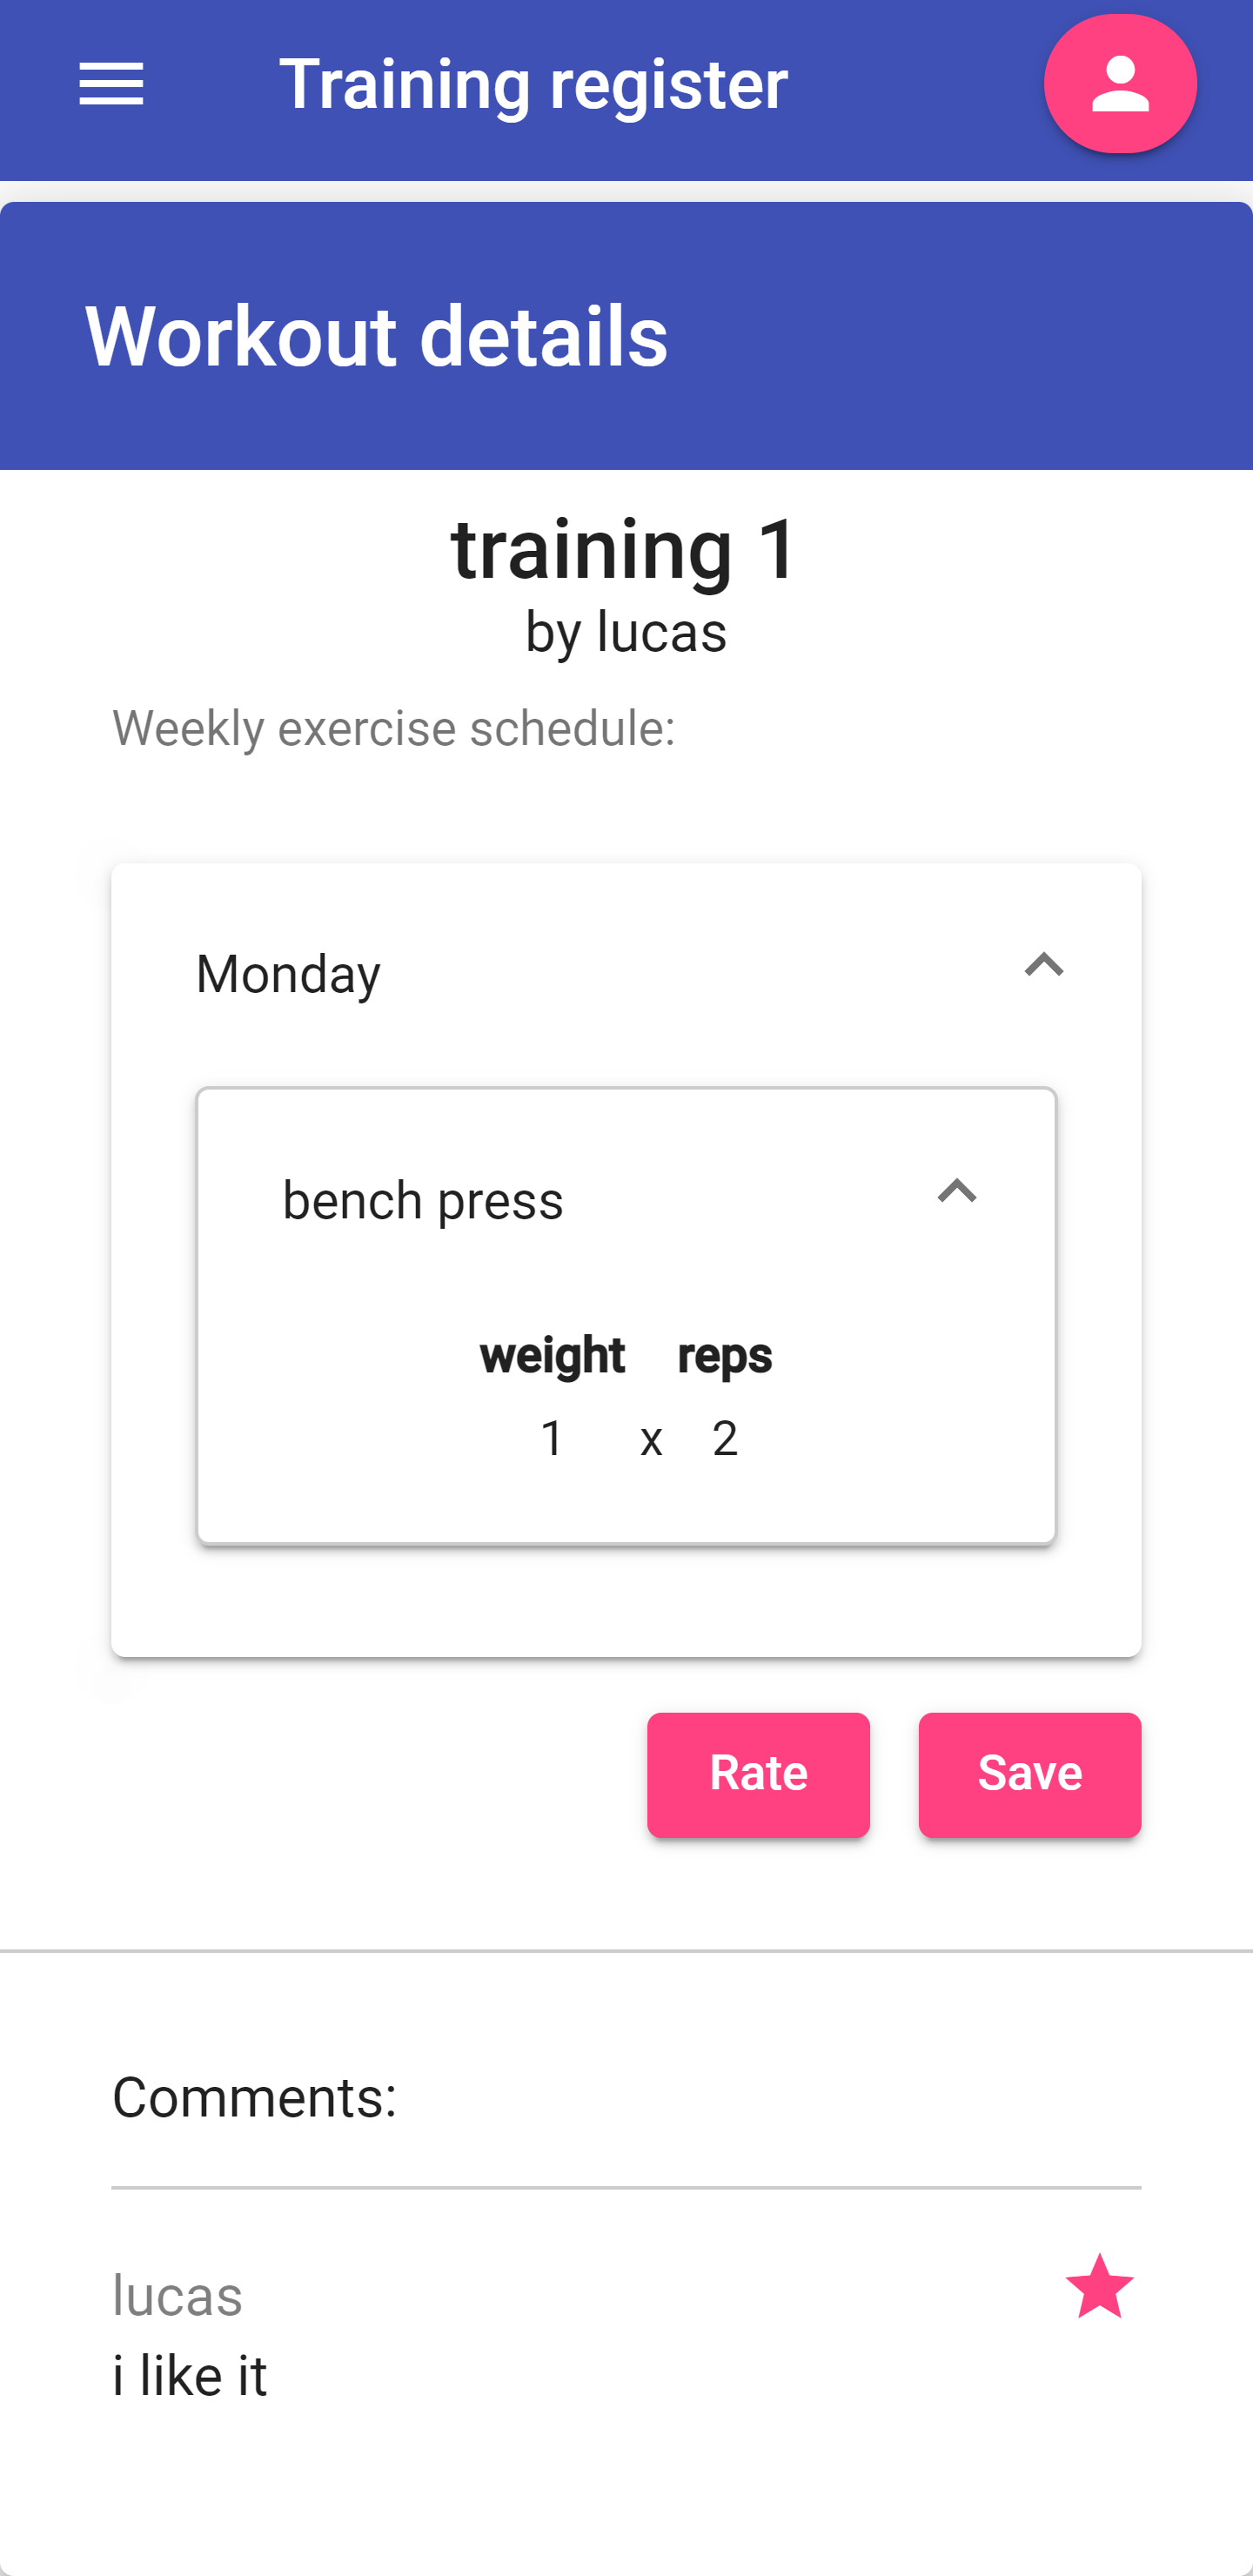 Training register
Workout details
training 1
by lucas
Weekly exercise schedule:
Monday
bench press
weight reps
1 x 2
Rate Save
Comments:
lucas
i like it